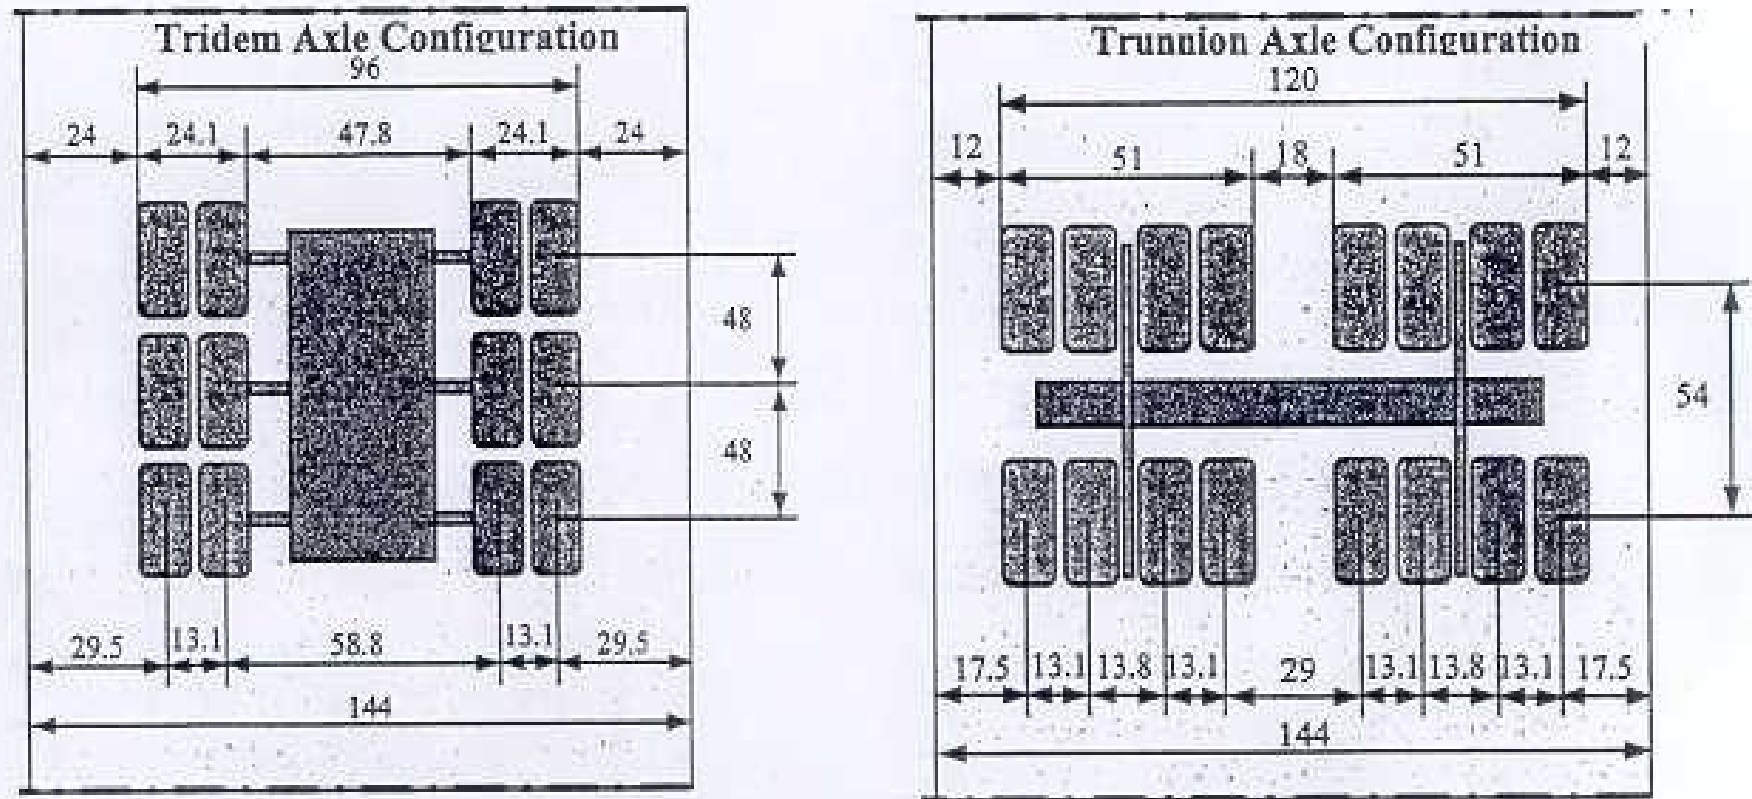 Tridem Axle Configuration
96
24 24.1 47.8 24.1 24
48
48
29.5 13.1 58.8 13.1 29.5
144
Trunnion Axle Configuration
120
12 51 18 51 12
54
17.5 13.1 13.8 13.1 29 13.1 13.8 13.1 17.5
144